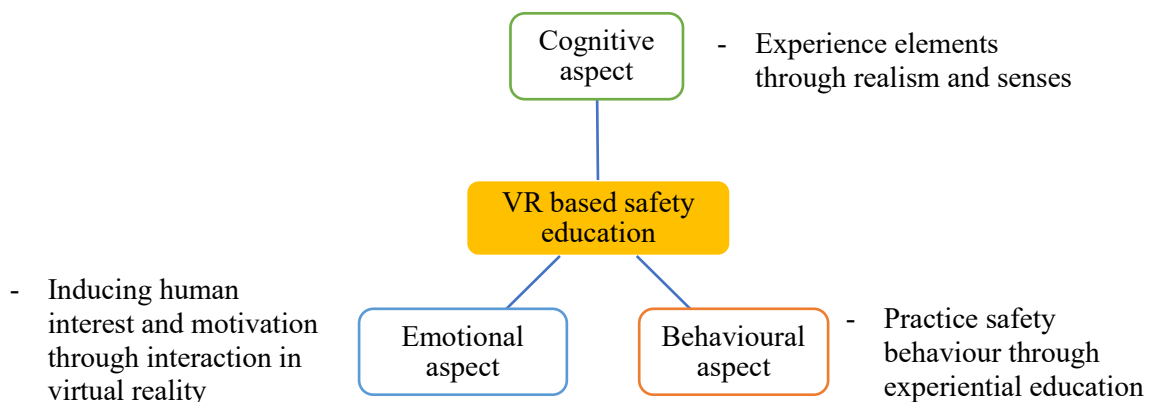 Cognitive
aspect
- Experience elements
through realism and senses
VR based safety
education
- Inducing human
interest and motivation
through interaction in
virtual reality
Emotional
aspect
Behavioural
aspect
- Practice safety
behaviour through
experiential education